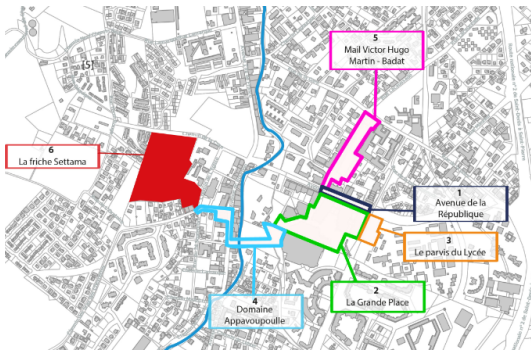 5
Mail Victor Hugo
Martin - Badat
6
La friche Settama
1
Avenue de la
République
3
Le parvis du Lycée
2
La Grande Place
4
Domaine
Appavoupoulle